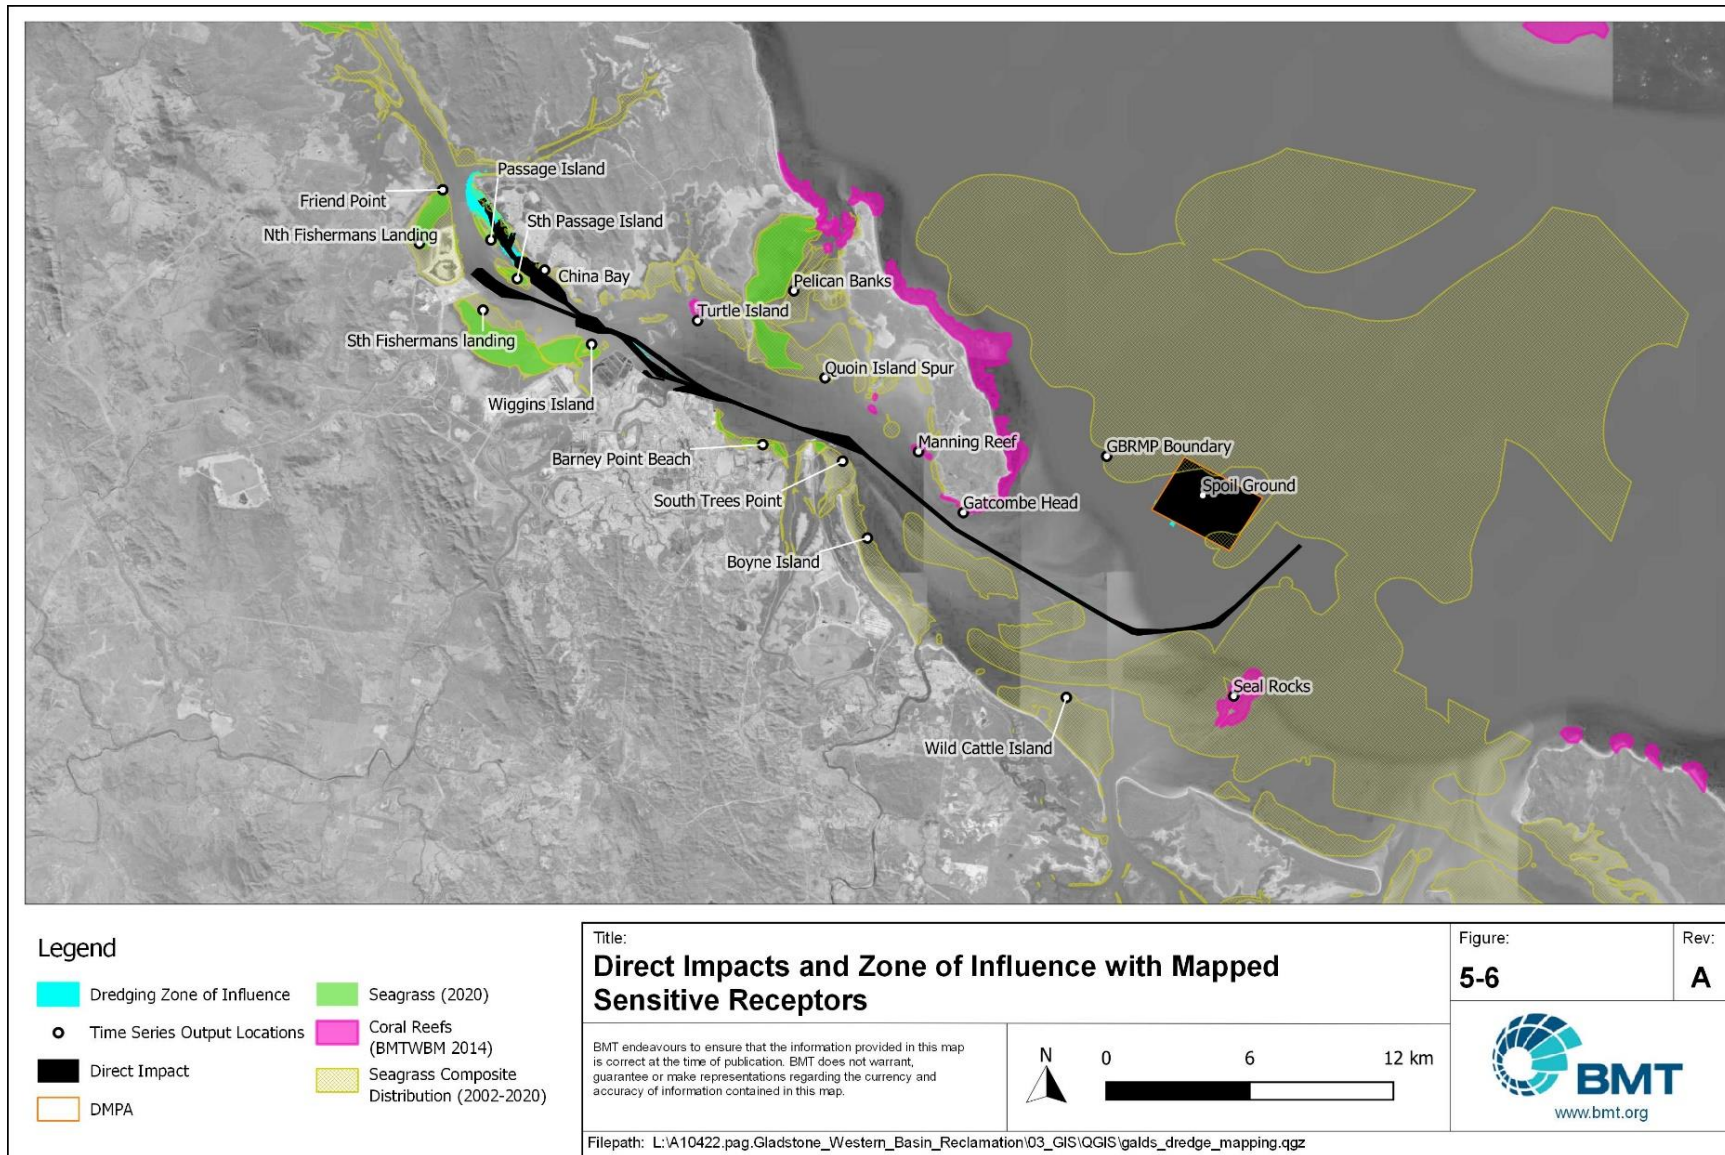 Passage Island
Friend Point
Sth Passage Island
Nth Fishermans Landing
China Bay
Pelican Banks
Turtle Island
Sth Fishermans landing
Quoin Island Spur
Wiggins Island
Manning Reef
GBRMP Boundary
Barney Point Beach
Spoil Ground
South Trees Point
Gatcombe Head
Boyne Island
Seal Rocks
Wild Cattle Island
Legend
Dredging Zone of Influence
Time Series Output Locations
Direct Impact
DMPA
Seagrass (2020)
Coral Reefs
(BMTWBM 2014)
Seagrass Composite
Distribution (2002-2020)
Title:
Direct Impacts and Zone of Influence with Mapped
Sensitive Receptors
BMT endeavours to ensure that the information provided in this map
is correct at the time of publication. BMT does not warrant,
guarantee or make representations regarding the currency and
accuracy of information contained in this map.
N
0 6 12 km
Figure:
5-6
Rev:
A
BMT
www.bmt.org
Filepath: L:\A10422.pag.Gladstone_Western_Basin_Reclamation\03_GIS\QGIS\galds_dredge_mapping.qgz